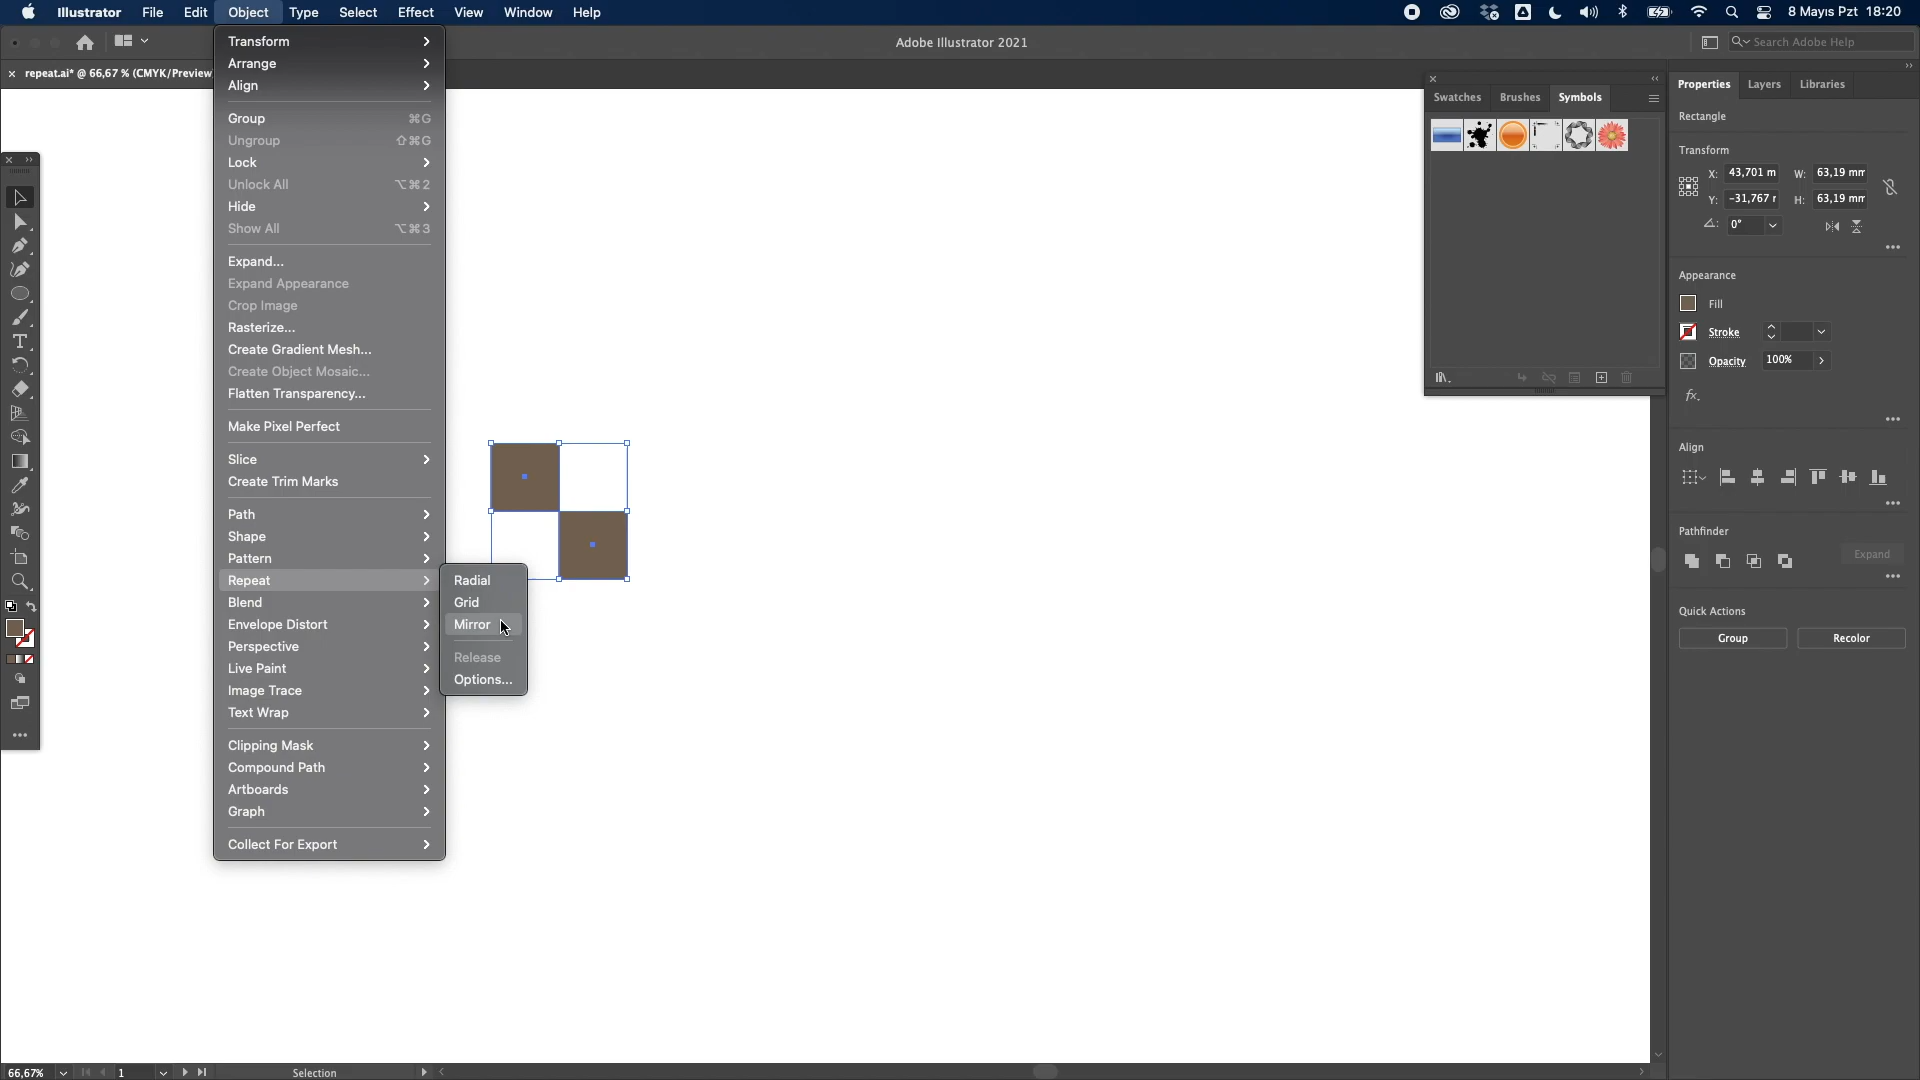 Illustrator File Edit Object Type Select Effect View Window Help
8 Mayıs Pzt 18:20
Adobe Illustrator 2021
Search Adobe Help
× repeat.ai* @ 66,67 % (CMYK/Preview
Transform
Arrange
Align
Group ⌘G
Ungroup ⇧⌘G
Lock
Unlock All ⌥⌘2
Hide
Show All ⌥⌘3
Expand...
Expand Appearance
Crop Image
Rasterize...
Create Gradient Mesh...
Create Object Mosaic...
Flatten Transparency...
Make Pixel Perfect
Slice
Create Trim Marks
Path
Shape
Pattern
Repeat
Blend
Envelope Distort
Perspective
Live Paint
Image Trace
Text Wrap
Clipping Mask
Compound Path
Artboards
Graph
Collect For Export
Radial
Grid
Mirror
Release
Options...
Swatches Brushes Symbols
Properties Layers Libraries
Rectangle
Transform
X: 43,701 m W: 63,19 mm
Y: -31,767 r H: 63,19 mm
0°
Appearance
Fill
Stroke
Opacity 100%
fx.
Align
Pathfinder
Expand
Quick Actions
Group Recolor
66,67% 1 Selection